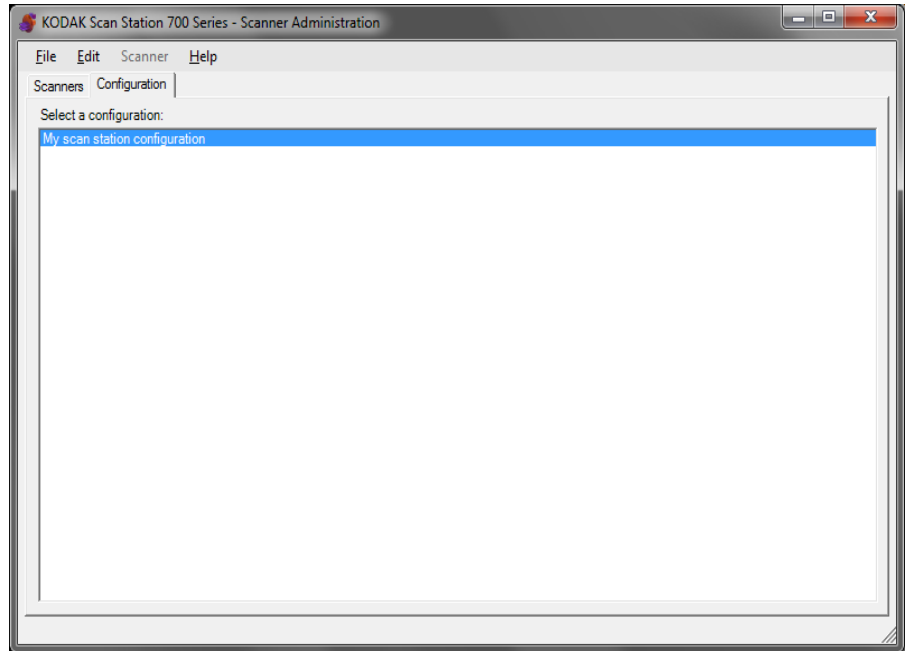 KODAK Scan Station 700 Series - Scanner Administration
File Edit Scanner Help
Scanners Configuration
Select a configuration:
My scan station configuration